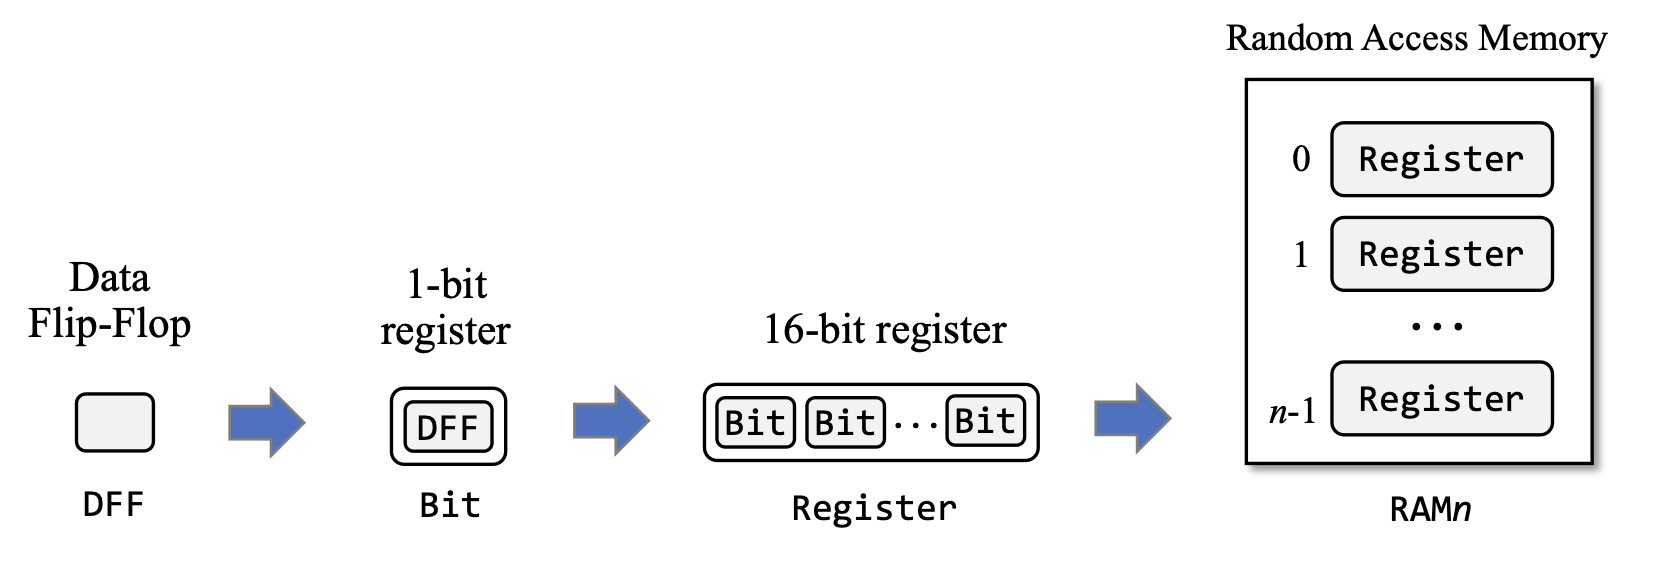 Data
Flip-Flop
DFF
1-bit
register
DFF
Bit
16-bit register
Bit Bit ... Bit
Register
Random Access Memory
0 Register
1 Register
...
n-1 Register
RAMn